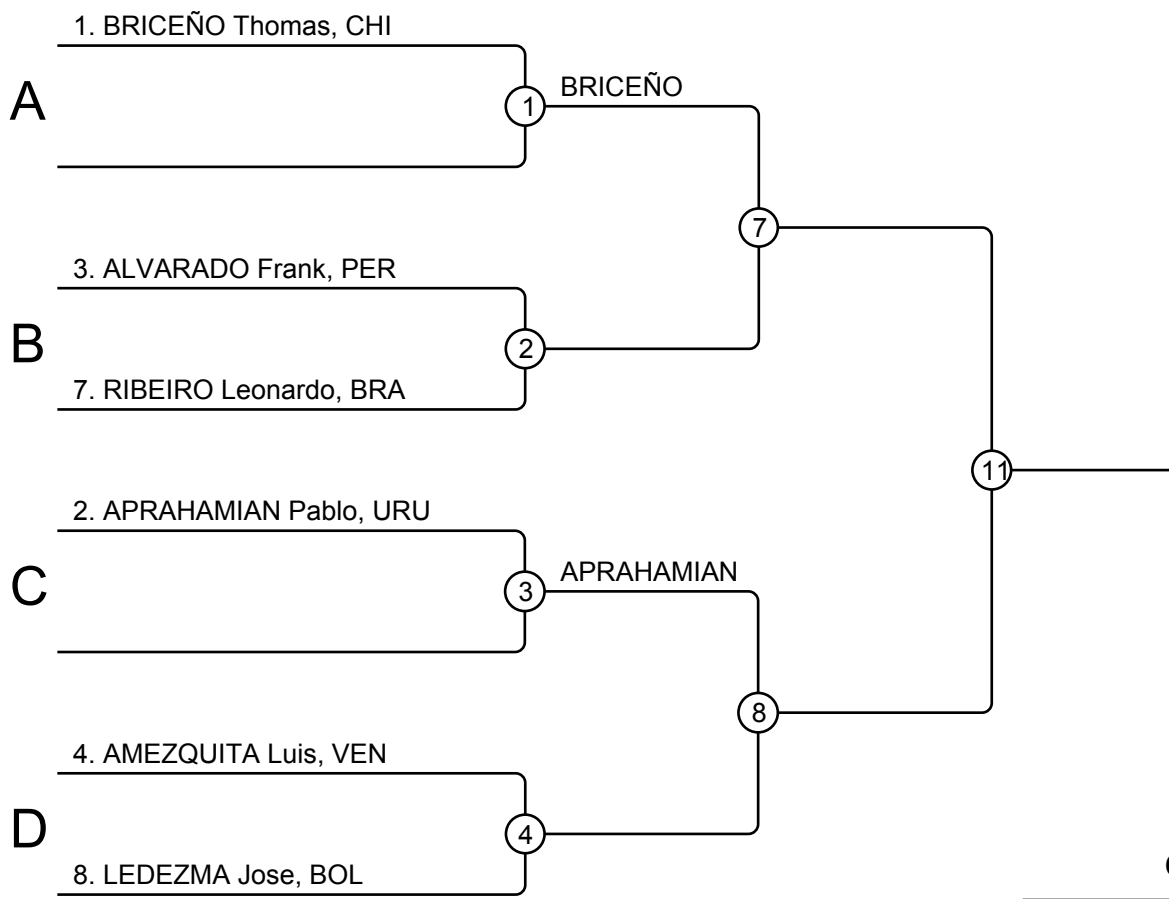 1. BRICEÑO Thomas, CHI
A
1
BRICEÑO
7
3. ALVARADO Frank, PER
B
2
7. RIBEIRO Leonardo, BRA
11
2. APRAHAMIAN Pablo, URU
C
3
APRAHAMIAN
8
4. AMEZQUITA Luis, VEN
D
4
8. LEDEZMA Jose, BOL